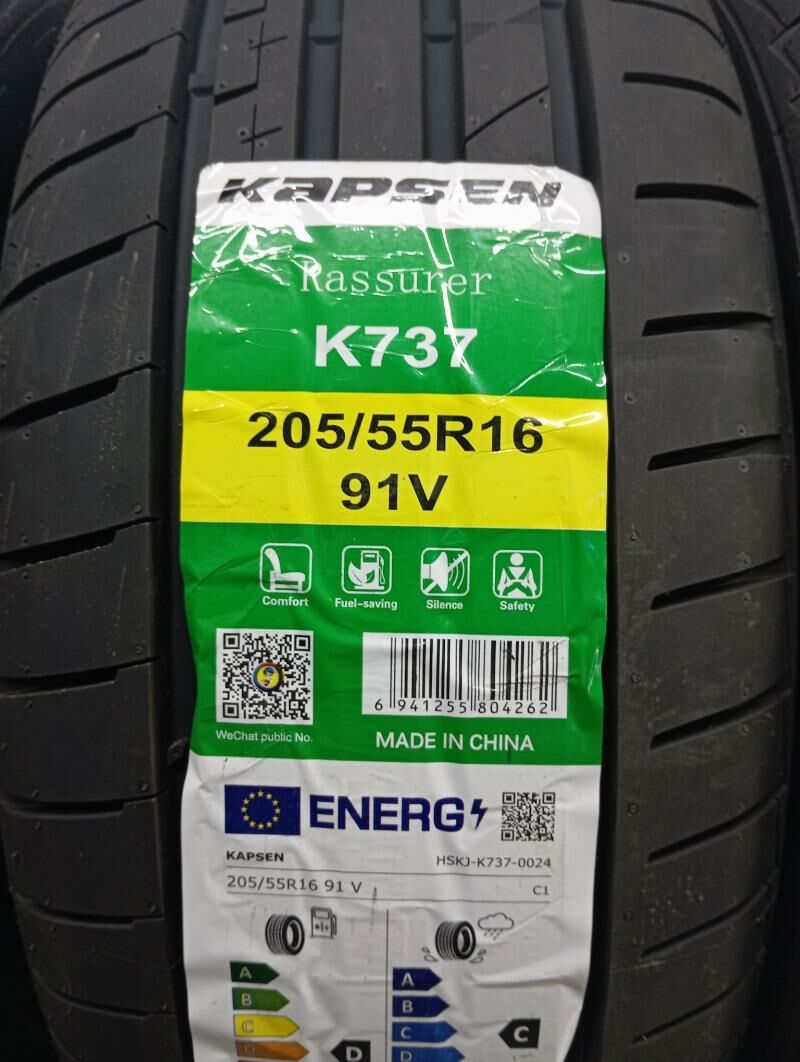 KAPSEN
Rassurer
K737
205/55R16
91V
Comfort Fuel-saving Silence Safety
6 941255 804262
WeChat public No.
MADE IN CHINA
ENERG
KAPSEN HSKJ-K737-0024
205/55R16 91 V C1
A A
B B
C C C
D D D